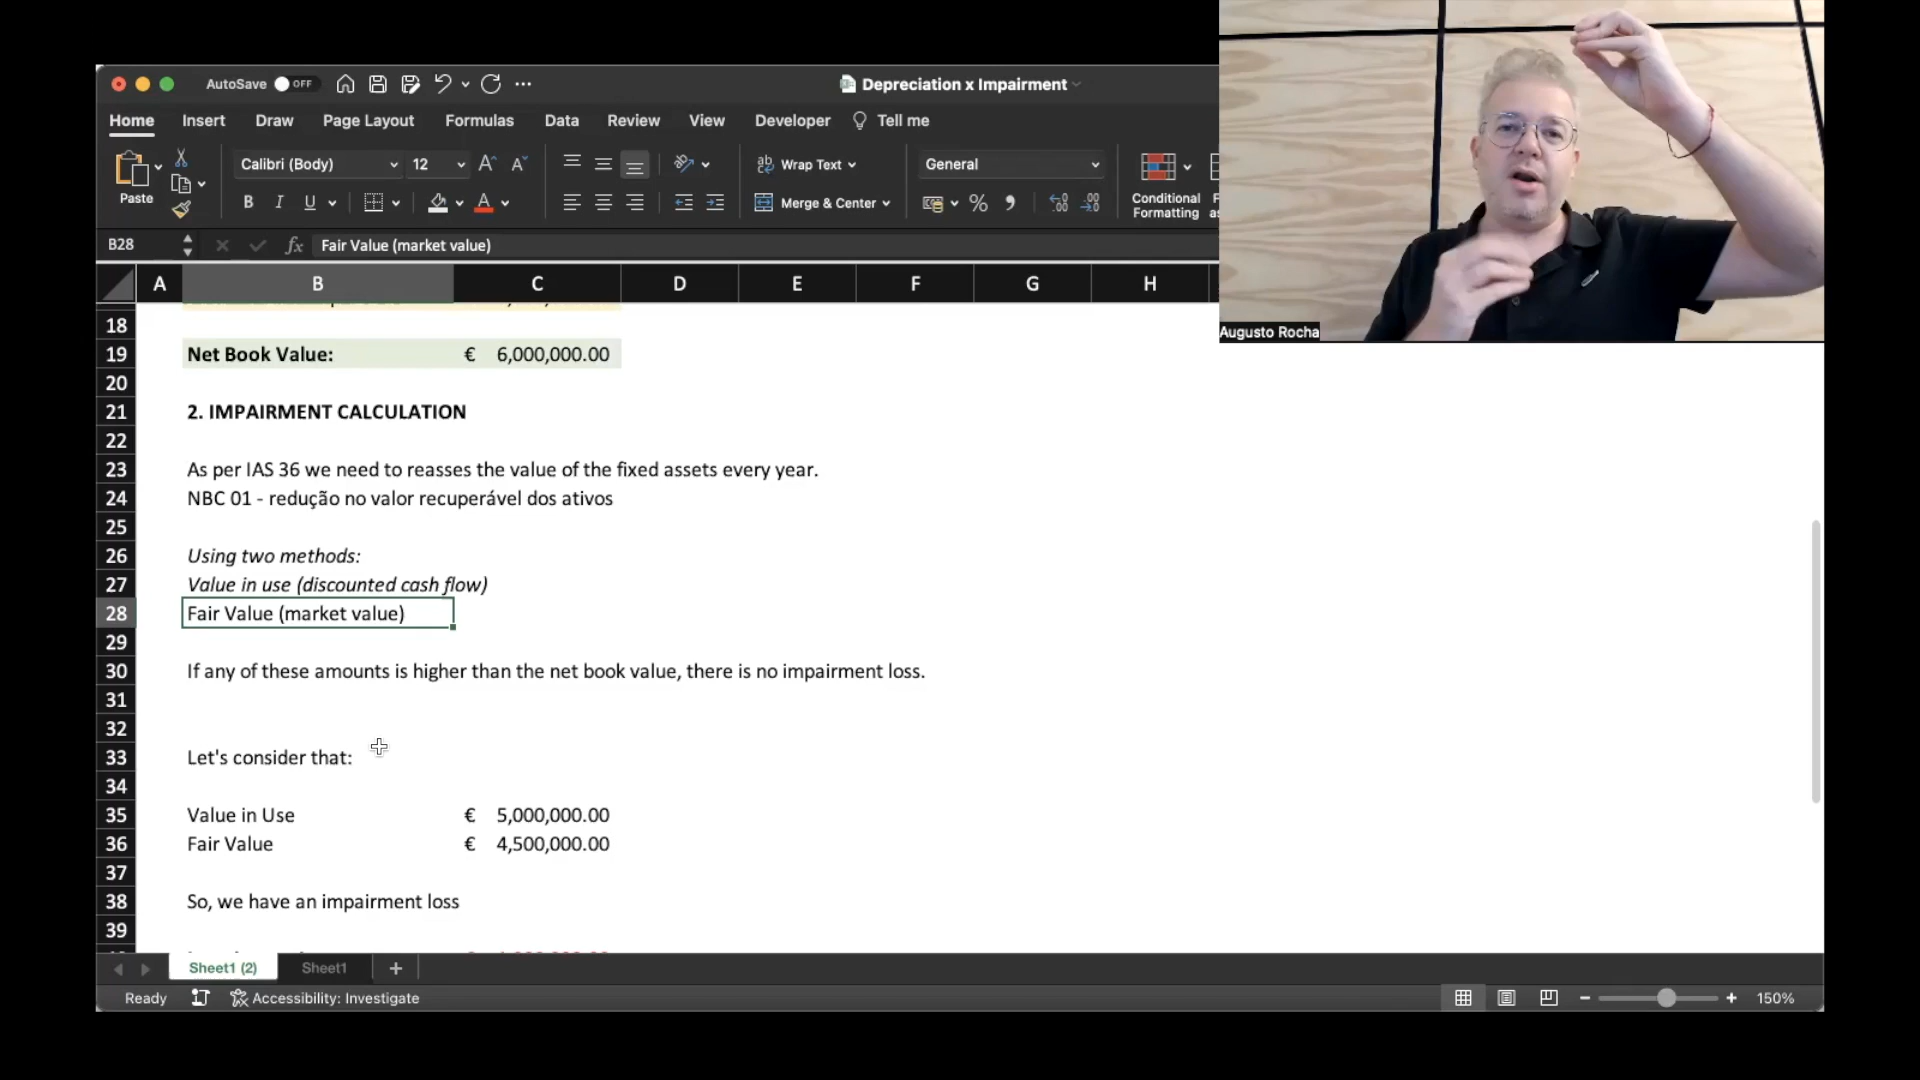 AutoSave OFF
Depreciation x Impairment
Home Insert Draw Page Layout Formulas Data Review View Developer Tell me
Paste
Calibri (Body) 12
Wrap Text
General
B I U A
Merge & Center
%
Conditional Formatting
B28 fx Fair Value (market value)
A B C D E F G H
Augusto Rocha
18
19 Net Book Value: € 6,000,000.00
20
21 2. IMPAIRMENT CALCULATION
22
23 As per IAS 36 we need to reasses the value of the fixed assets every year.
24 NBC 01 - redução no valor recuperável dos ativos
25
26 Using two methods:
27 Value in use (discounted cash flow)
28 Fair Value (market value)
29
30 If any of these amounts is higher than the net book value, there is no impairment loss.
31
32
33 Let's consider that:
34
35 Value in Use € 5,000,000.00
36 Fair Value € 4,500,000.00
37
38 So, we have an impairment loss
39
Sheet1 (2) Sheet1 +
Ready Accessibility: Investigate 150%